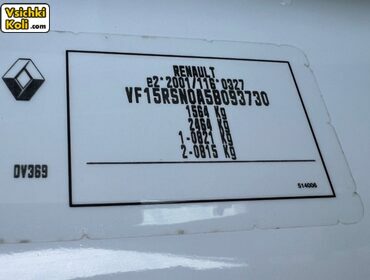 Vsichki
Koli .com
RENAULT
e2*2001/116*0327
VF15RSN0A58093730
1564 Kg
2464 Kg
1-0821 Kg
2-0815 Kg
DV369
514006